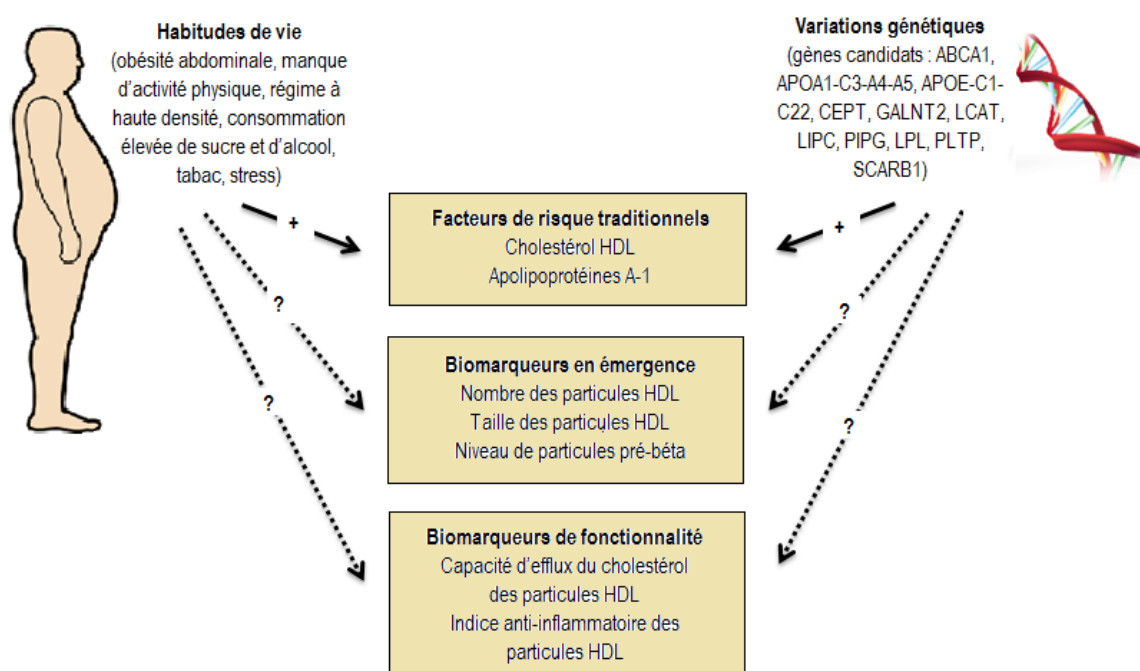 Habitudes de vie
(obésité abdominale, manque
d'activité physique, régime à
haute densité, consommation
élevée de sucre et d'alcool,
tabac, stress)
Variations génétiques
(gènes candidats : ABCA1,
APOA1-C3-A4-A5, APOE-C1-
C22, CEPT, GALNT2, LCAT,
LIPC, PIPG, LPL, PLTP,
SCARB1)
+
+
Facteurs de risque traditionnels
Cholestérol HDL
Apolipoprotéines A-1
?
?
Biomarqueurs en émergence
Nombre des particules HDL
Taille des particules HDL
Niveau de particules pré-béta
?
?
Biomarqueurs de fonctionnalité
Capacité d'efflux du cholestérol
des particules HDL
Indice anti-inflammatoire des
particules HDL